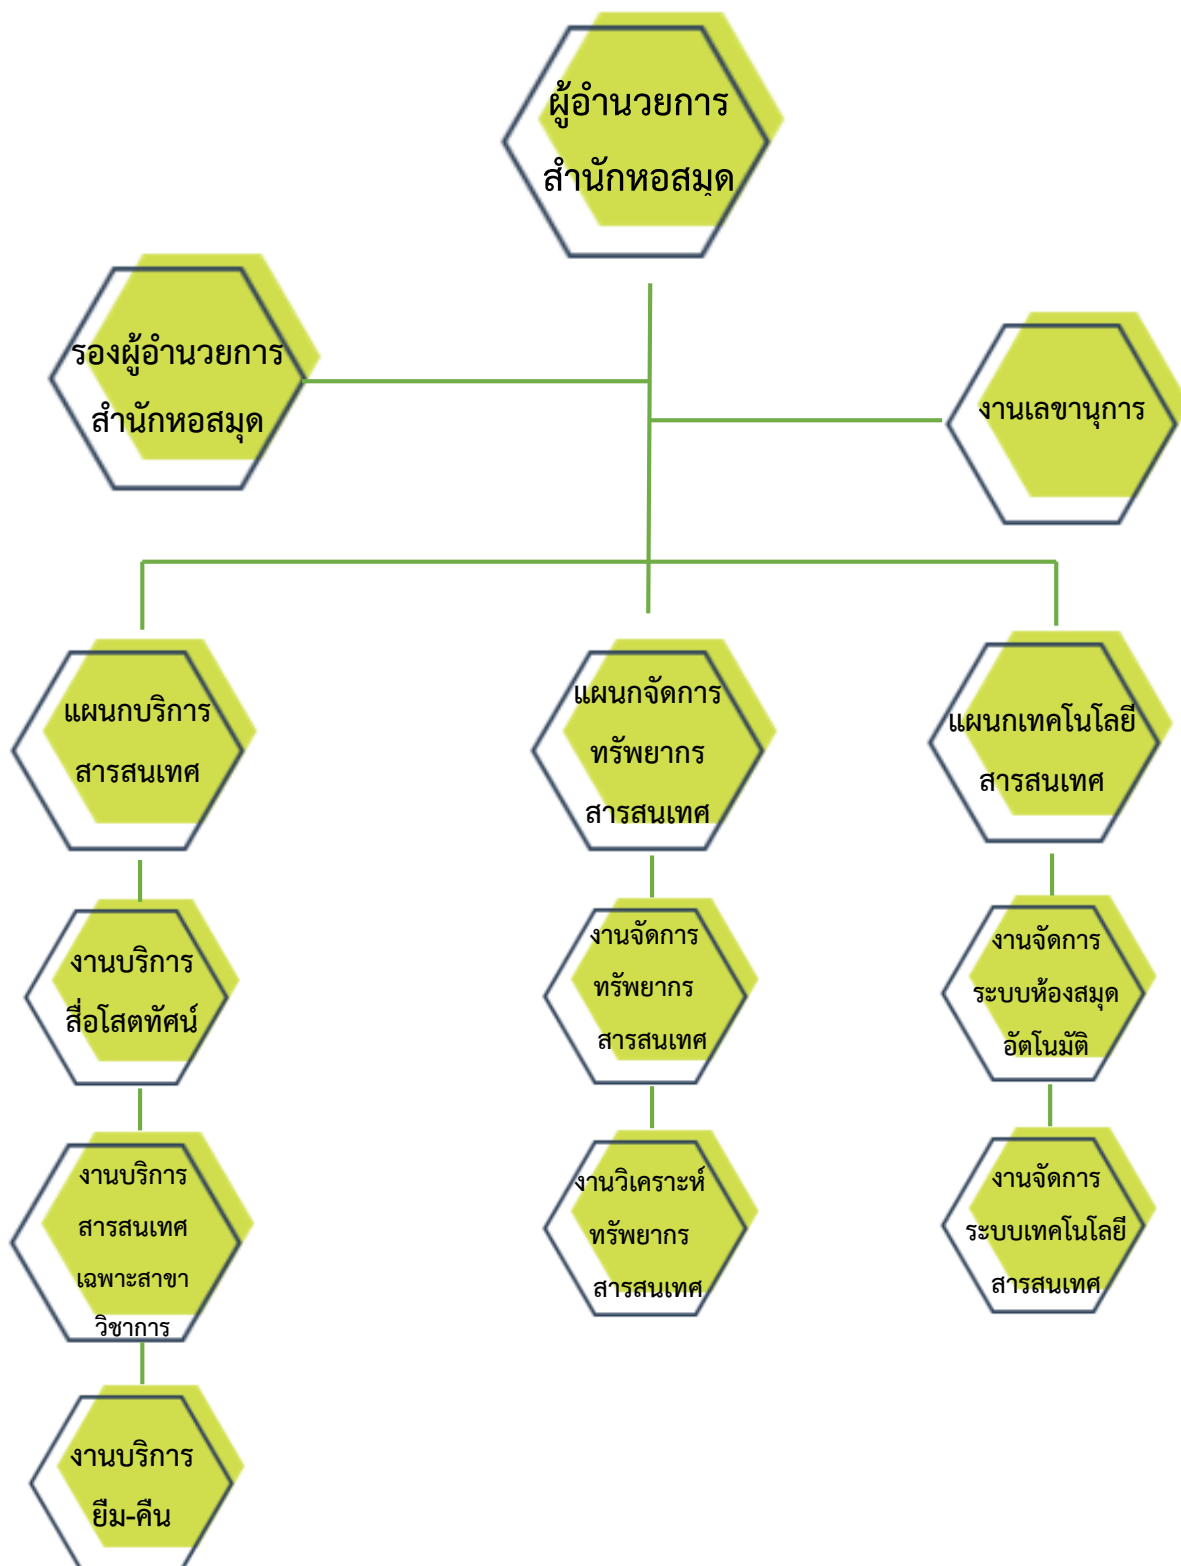 ผู้อำนวยการ
สำนักหอสมุด
รองผู้อำนวยการ
สำนักหอสมุด
งานเลขานุการ
แผนกบริการ
สารสนเทศ
แผนกจัดการ
ทรัพยากร
สารสนเทศ
แผนกเทคโนโลยี
สารสนเทศ
งานบริการ
สื่อโสตทัศน์
งานจัดการ
ทรัพยากร
สารสนเทศ
งานจัดการ
ระบบห้องสมุด
อัตโนมัติ
งานบริการ
สารสนเทศ
เฉพาะสาขา
วิชาการ
งานวิเคราะห์
ทรัพยากร
สารสนเทศ
งานจัดการ
ระบบเทคโนโลยี
สารสนเทศ
งานบริการ
ยืม-คืน